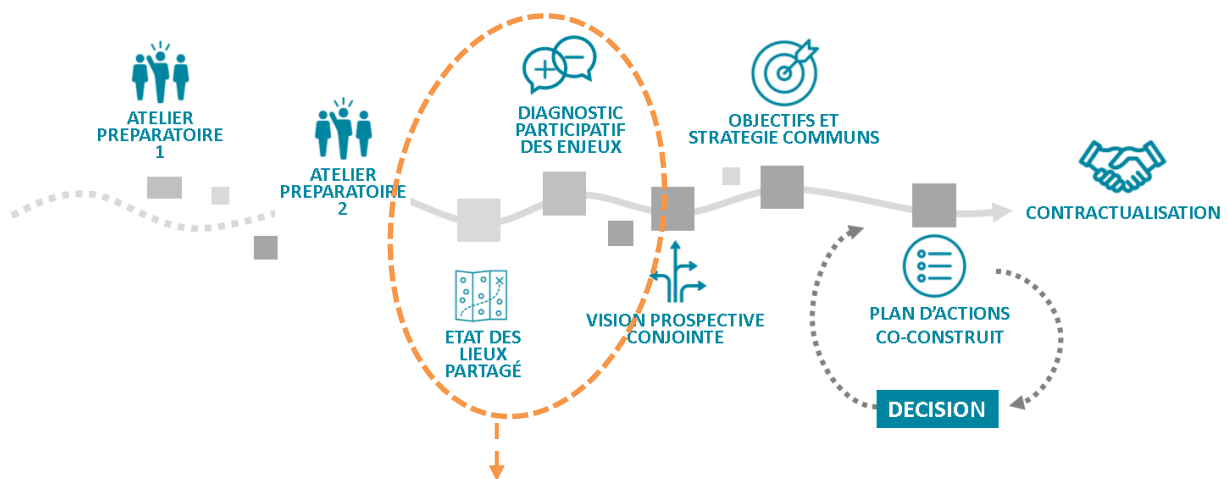 ATELIER
PREPARATOIRE
1
ATELIER
PREPARATOIRE
2
ETAT DES
LIEUX
PARTAGÉ
DIAGNOSTIC
PARTICIPATIF
DES ENJEUX
VISION PROSPECTIVE
CONJOINTE
OBJECTIFS ET
STRATEGIE COMMUNS
PLAN D’ACTIONS
CO-CONSTRUIT
DECISION
CONTRACTUALISATION